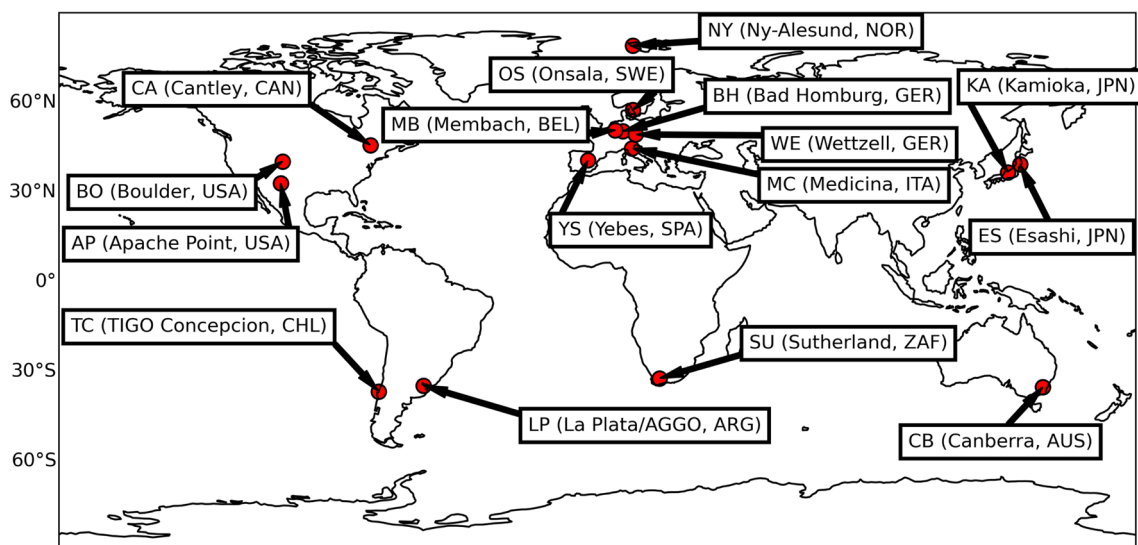 NY (Ny-Alesund, NOR)
OS (Onsala, SWE)
CA (Cantley, CAN)
KA (Kamioka, JPN)
BH (Bad Homburg, GER)
60°N
MB (Membach, BEL)
WE (Wettzell, GER)
MC (Medicina, ITA)
30°N
BO (Boulder, USA)
YS (Yebes, SPA)
ES (Esashi, JPN)
AP (Apache Point, USA)
0°
TC (TIGO Concepcion, CHL)
SU (Sutherland, ZAF)
30°S
LP (La Plata/AGGO, ARG)
CB (Canberra, AUS)
60°S